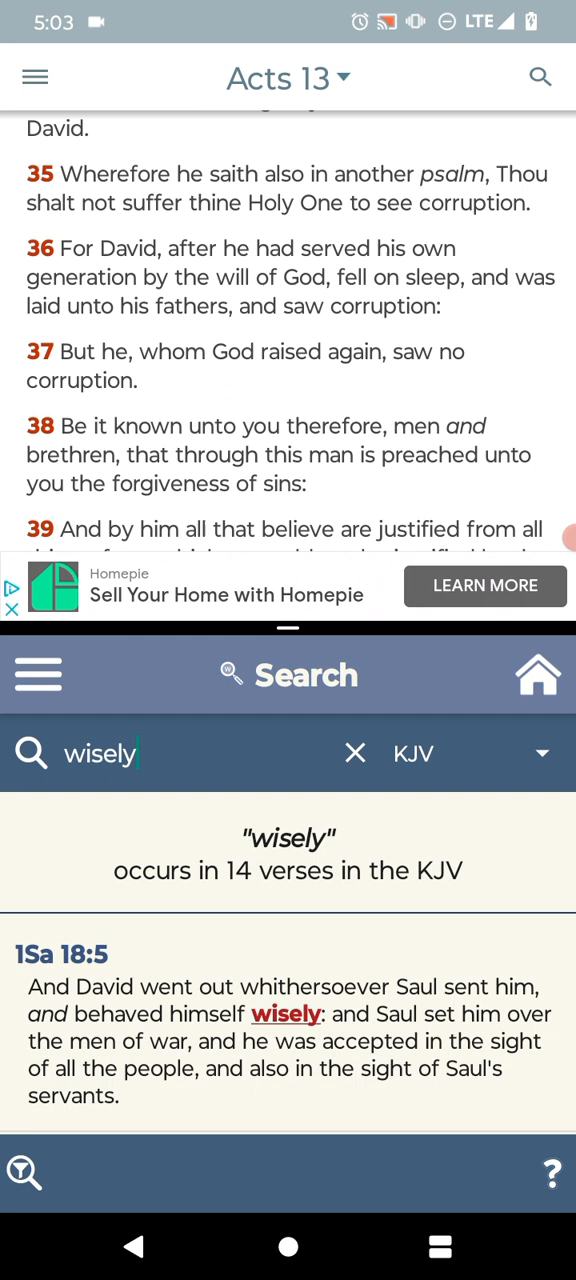 5:03 LTE
Acts 13
David.
35 Wherefore he saith also in another psalm, Thou
shalt not suffer thine Holy One to see corruption.
36 For David, after he had served his own
generation by the will of God, fell on sleep, and was
laid unto his fathers, and saw corruption:
37 But he, whom God raised again, saw no
corruption.
38 Be it known unto you therefore, men and
brethren, that through this man is preached unto
you the forgiveness of sins:
39 And by him all that believe are justified from all
Homepie
Sell Your Home with Homepie
LEARN MORE
Search
wisely KJV
"wisely"
occurs in 14 verses in the KJV
1Sa 18:5
And David went out whithersoever Saul sent him,
and behaved himself wisely: and Saul set him over
the men of war, and he was accepted in the sight
of all the people, and also in the sight of Saul's
servants.
?